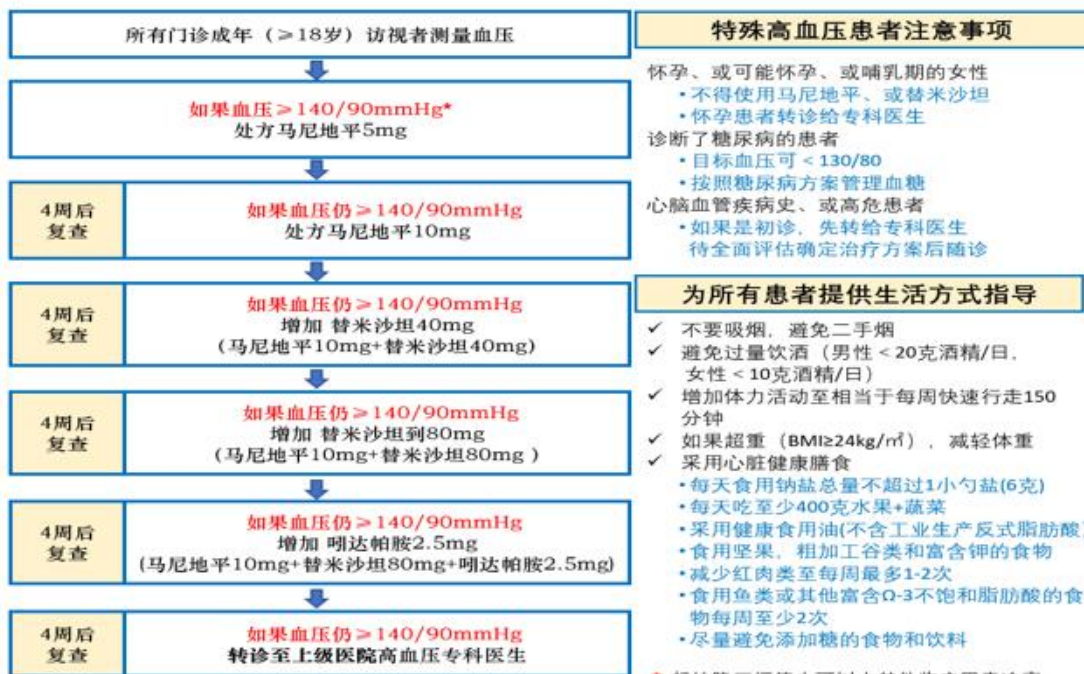 所有门诊成年（≥18岁）访视者测量血压
如果血压≥140/90mmHg*
处方马尼地平5mg
4周后
复查
如果血压仍≥140/90mmHg
处方马尼地平10mg
4周后
复查
如果血压仍≥140/90mmHg
增加 替米沙坦40mg
(马尼地平10mg+替米沙坦40mg)
4周后
复查
如果血压仍≥140/90mmHg
增加 替米沙坦到80mg
(马尼地平10mg+替米沙坦80mg )
4周后
复查
如果血压仍≥140/90mmHg
增加 吲达帕胺2.5mg
(马尼地平10mg+替米沙坦80mg+吲达帕胺2.5mg)
4周后
复查
如果血压仍≥140/90mmHg
转诊至上级医院高血压专科医生
特殊高血压患者注意事项
怀孕、或可能怀孕、或哺乳期的女性
•不得使用马尼地平、或替米沙坦
•怀孕患者转诊给专科医生
诊断了糖尿病的患者
•目标血压可＜130/80
•按照糖尿病方案管理血糖
心脑血管疾病史、或高危患者
•如果是初诊，先转给专科医生
待全面评估确定治疗方案后随诊
为所有患者提供生活方式指导
✓ 不要吸烟，避免二手烟
✓ 避免过量饮酒（男性＜20克酒精/日，
女性＜10克酒精/日）
✓ 增加体力活动至相当于每周快速行走150
分钟
✓ 如果超重（BMI≥24kg/㎡），减轻体重
✓ 采用心脏健康膳食
•每天食用钠盐总量不超过1小勺盐(6克)
•每天吃至少400克水果+蔬菜
•采用健康食用油(不含工业生产反式脂肪酸)
•食用坚果，粗加工谷类和富含钾的食物
•减少红肉类至每周最多1-2次
•食用鱼类或其他富含Ω-3不饱和脂肪酸的食
物每周至少2次
•尽量避免添加糖的食物和饮料